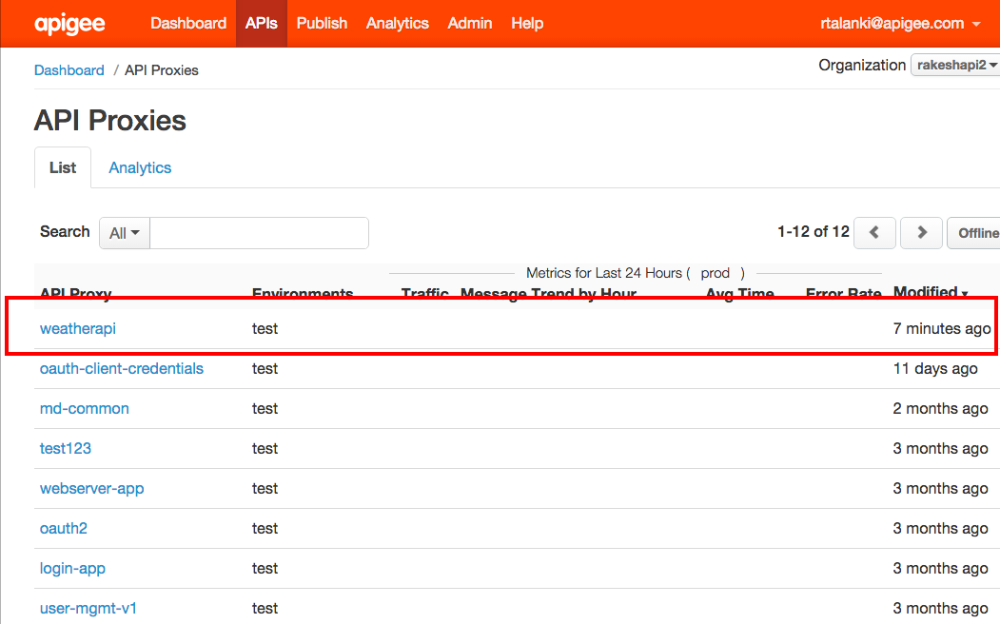 apigee Dashboard APIs Publish Analytics Admin Help rtalanki@apigee.com
Dashboard / API Proxies Organization rakeshapi2
API Proxies
List Analytics
Search All 1-12 of 12 Offline
Metrics for Last 24 Hours ( prod )
API Proxy Environments Traffic Message Trend by Hour Avg Time Error Rate Modified
weatherapi test 7 minutes ago
oauth-client-credentials test 11 days ago
md-common test 2 months ago
test123 test 3 months ago
webserver-app test 3 months ago
oauth2 test 3 months ago
login-app test 3 months ago
user-mgmt-v1 test 3 months ago